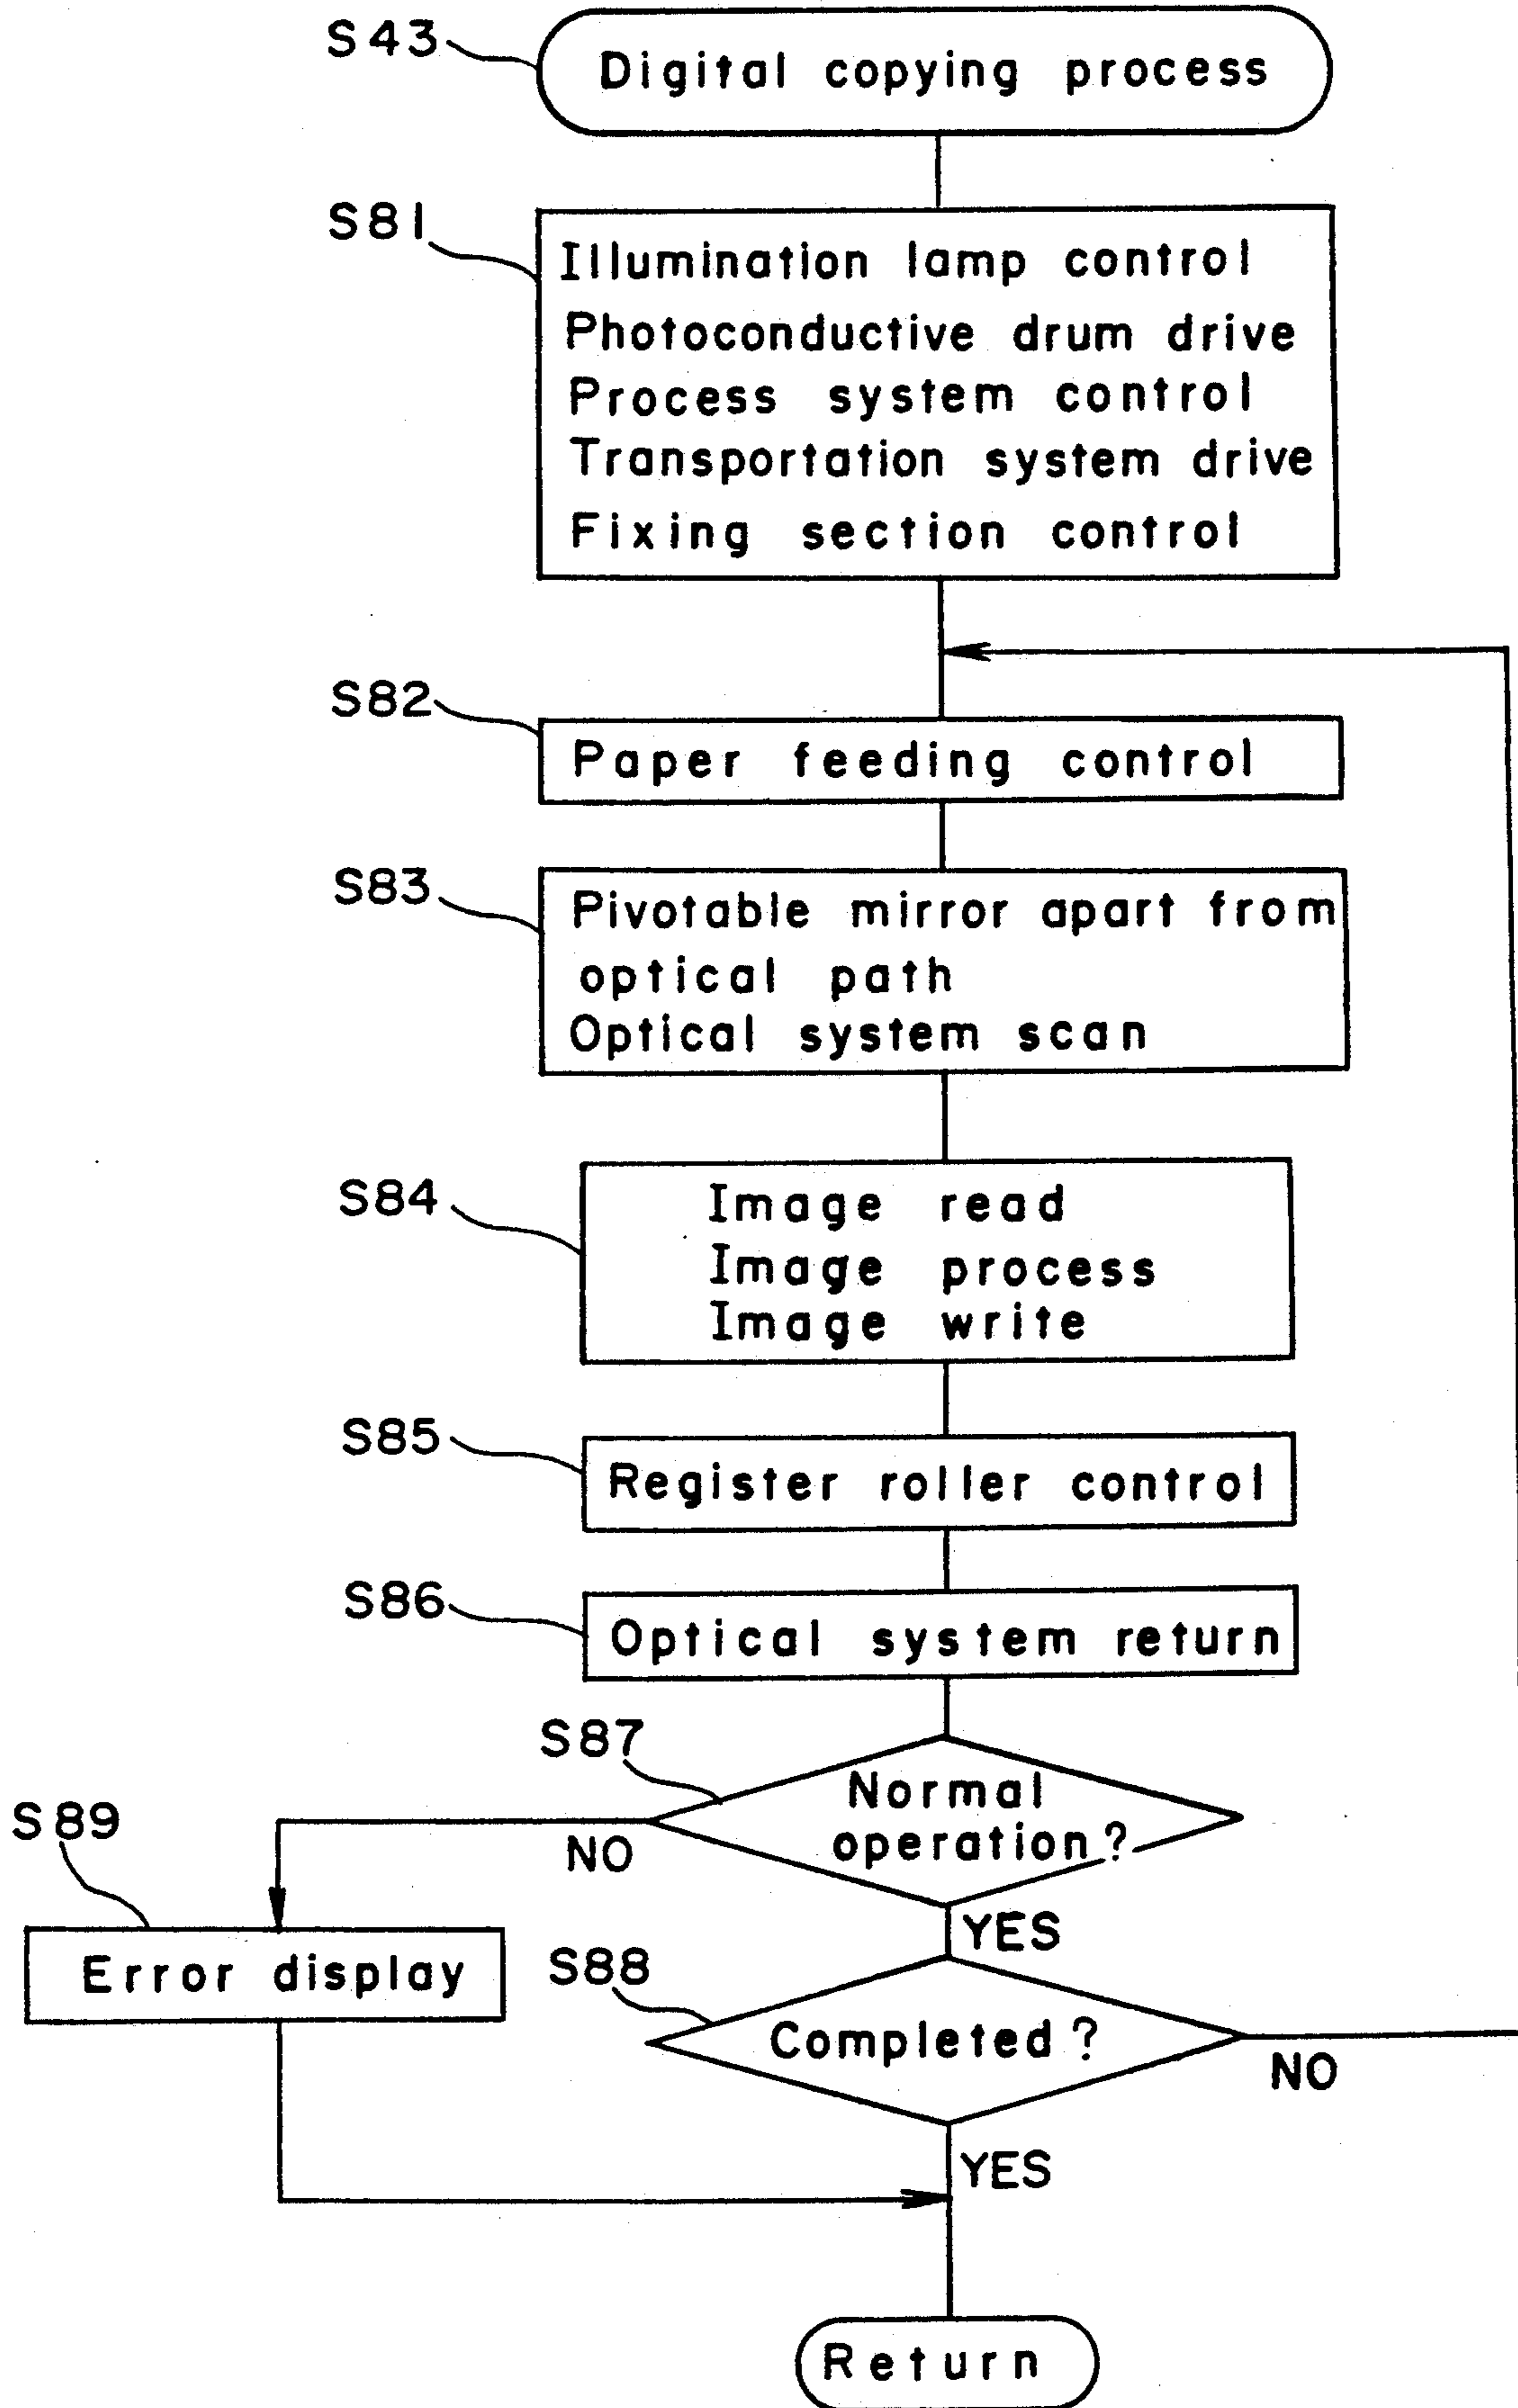 S43
Digital copying process
S81
Illumination lamp control
Photoconductive drum drive
Process system control
Transportation system drive
Fixing section control
S82
Paper feeding control
S83
Pivotable mirror apart from
optical path
Optical system scan
S84
Image read
Image process
Image write
S85
Register roller control
S86
Optical system return
S87
Normal
operation?
NO
YES
S89
Error display
S88
Completed?
NO
YES
Return